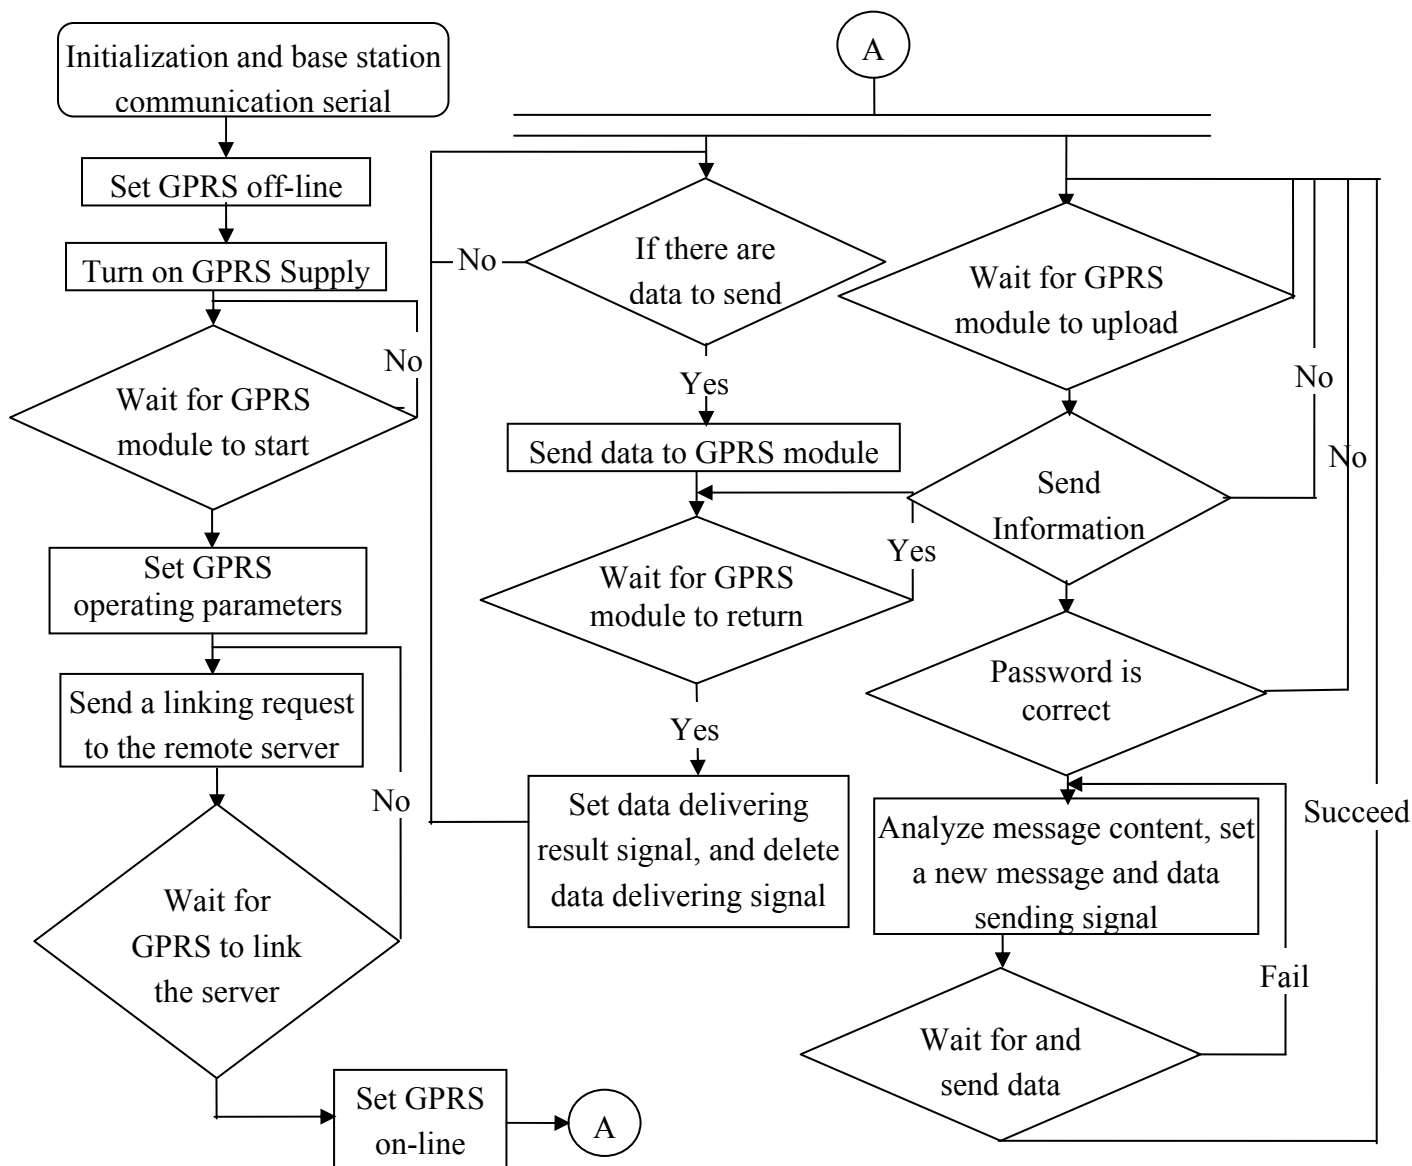 Initialization and base station
communication serial
Set GPRS off-line
Turn on GPRS Supply
No
Wait for GPRS
module to start
Set GPRS
operating parameters
Send a linking request
to the remote server
No
Wait for
GPRS to link
the server
Set GPRS
on-line
A
A
If there are
data to send
No
Yes
Send data to GPRS module
Wait for GPRS
module to return
Yes
Yes
Set data delivering
result signal, and delete
data delivering signal
Wait for GPRS
module to upload
No
Send
Information
No
Password is
correct
Analyze message content, set
a new message and data
sending signal
Succeed
Fail
Wait for and
send data